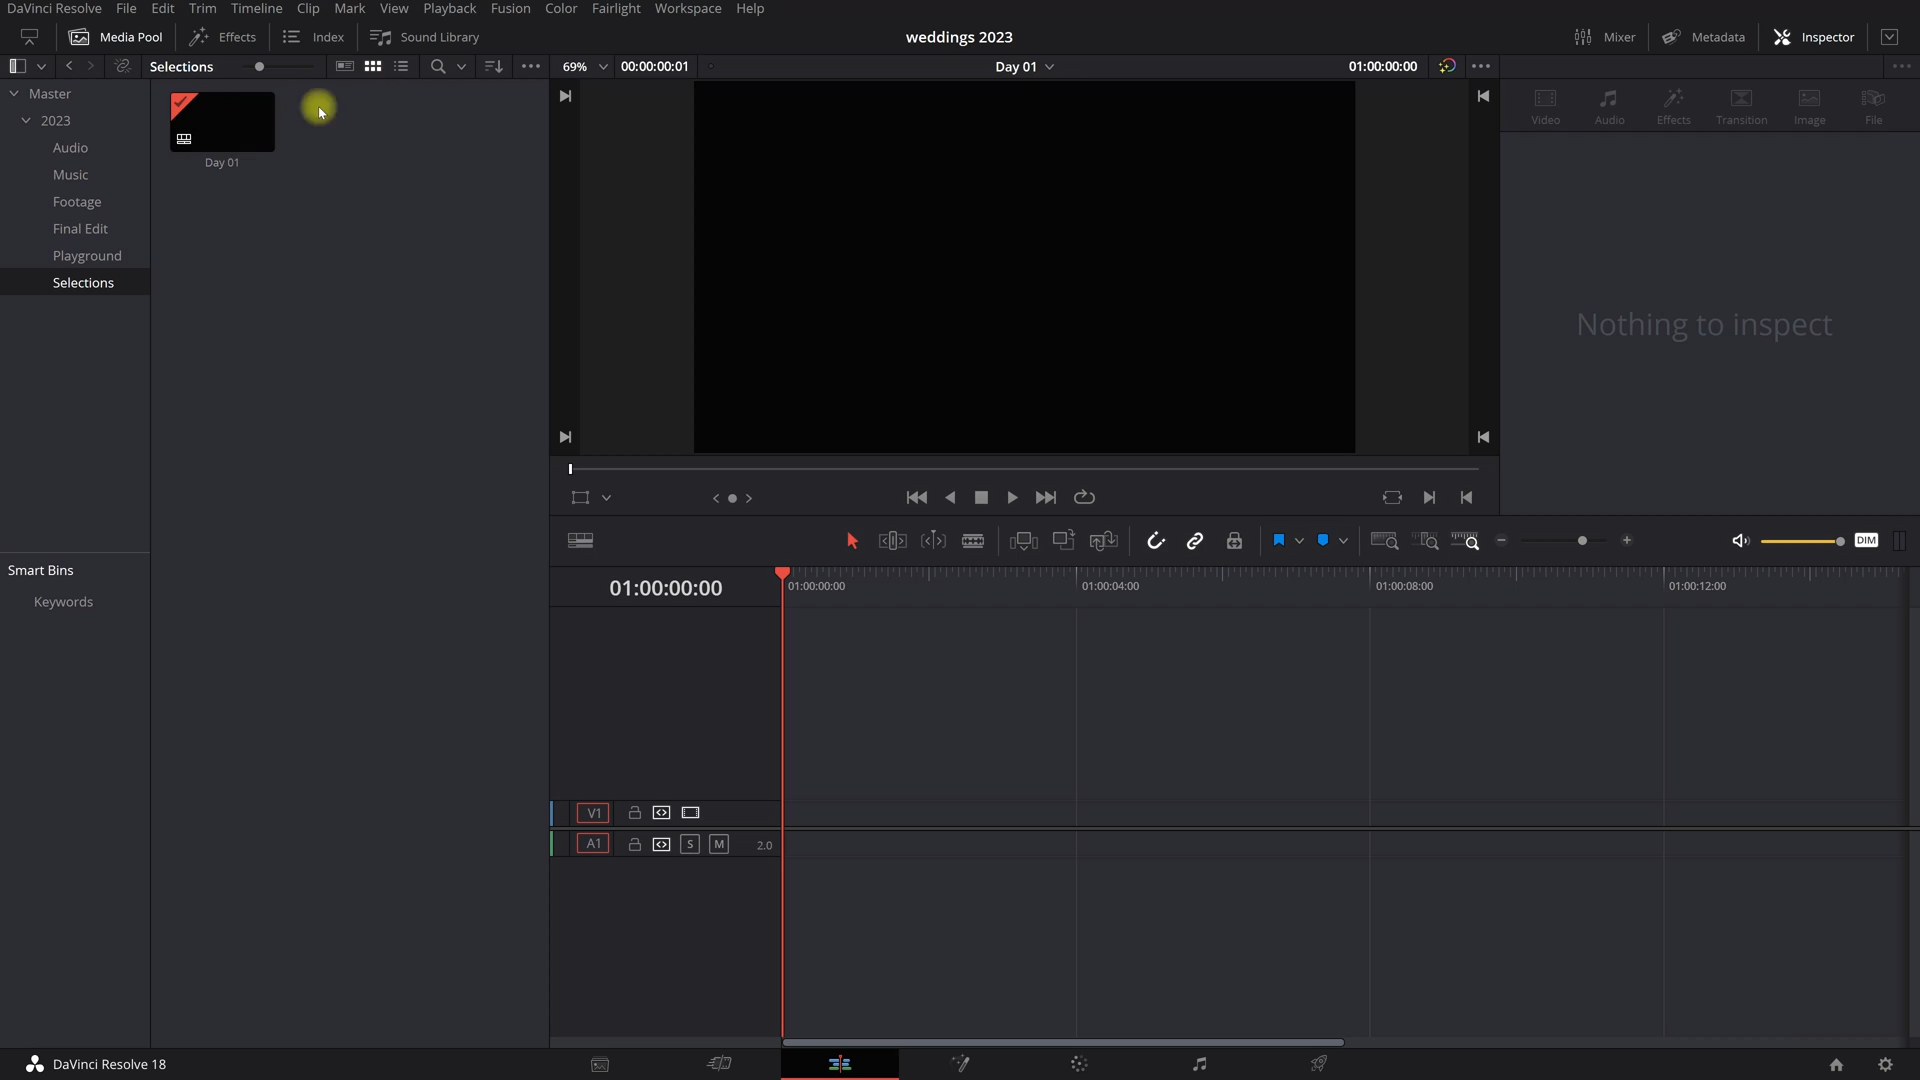 DaVinci Resolve File Edit Trim Timeline Clip Mark View Playback Fusion Color Fairlight Workspace Help
Media Pool Effects Index Sound Library weddings 2023 Mixer Metadata Inspector
Selections 69% 00:00:00:01 Day 01 01:00:00:00
Master
2023
Audio
Music
Footage
Final Edit
Playground
Selections
Day 01
Video Audio Effects Transition Image File
Nothing to inspect
DIM
Smart Bins
Keywords
01:00:00:00
01:00:00:00 01:00:04:00 01:00:08:00 01:00:12:00
V1
A1 S M 2.0
DaVinci Resolve 18